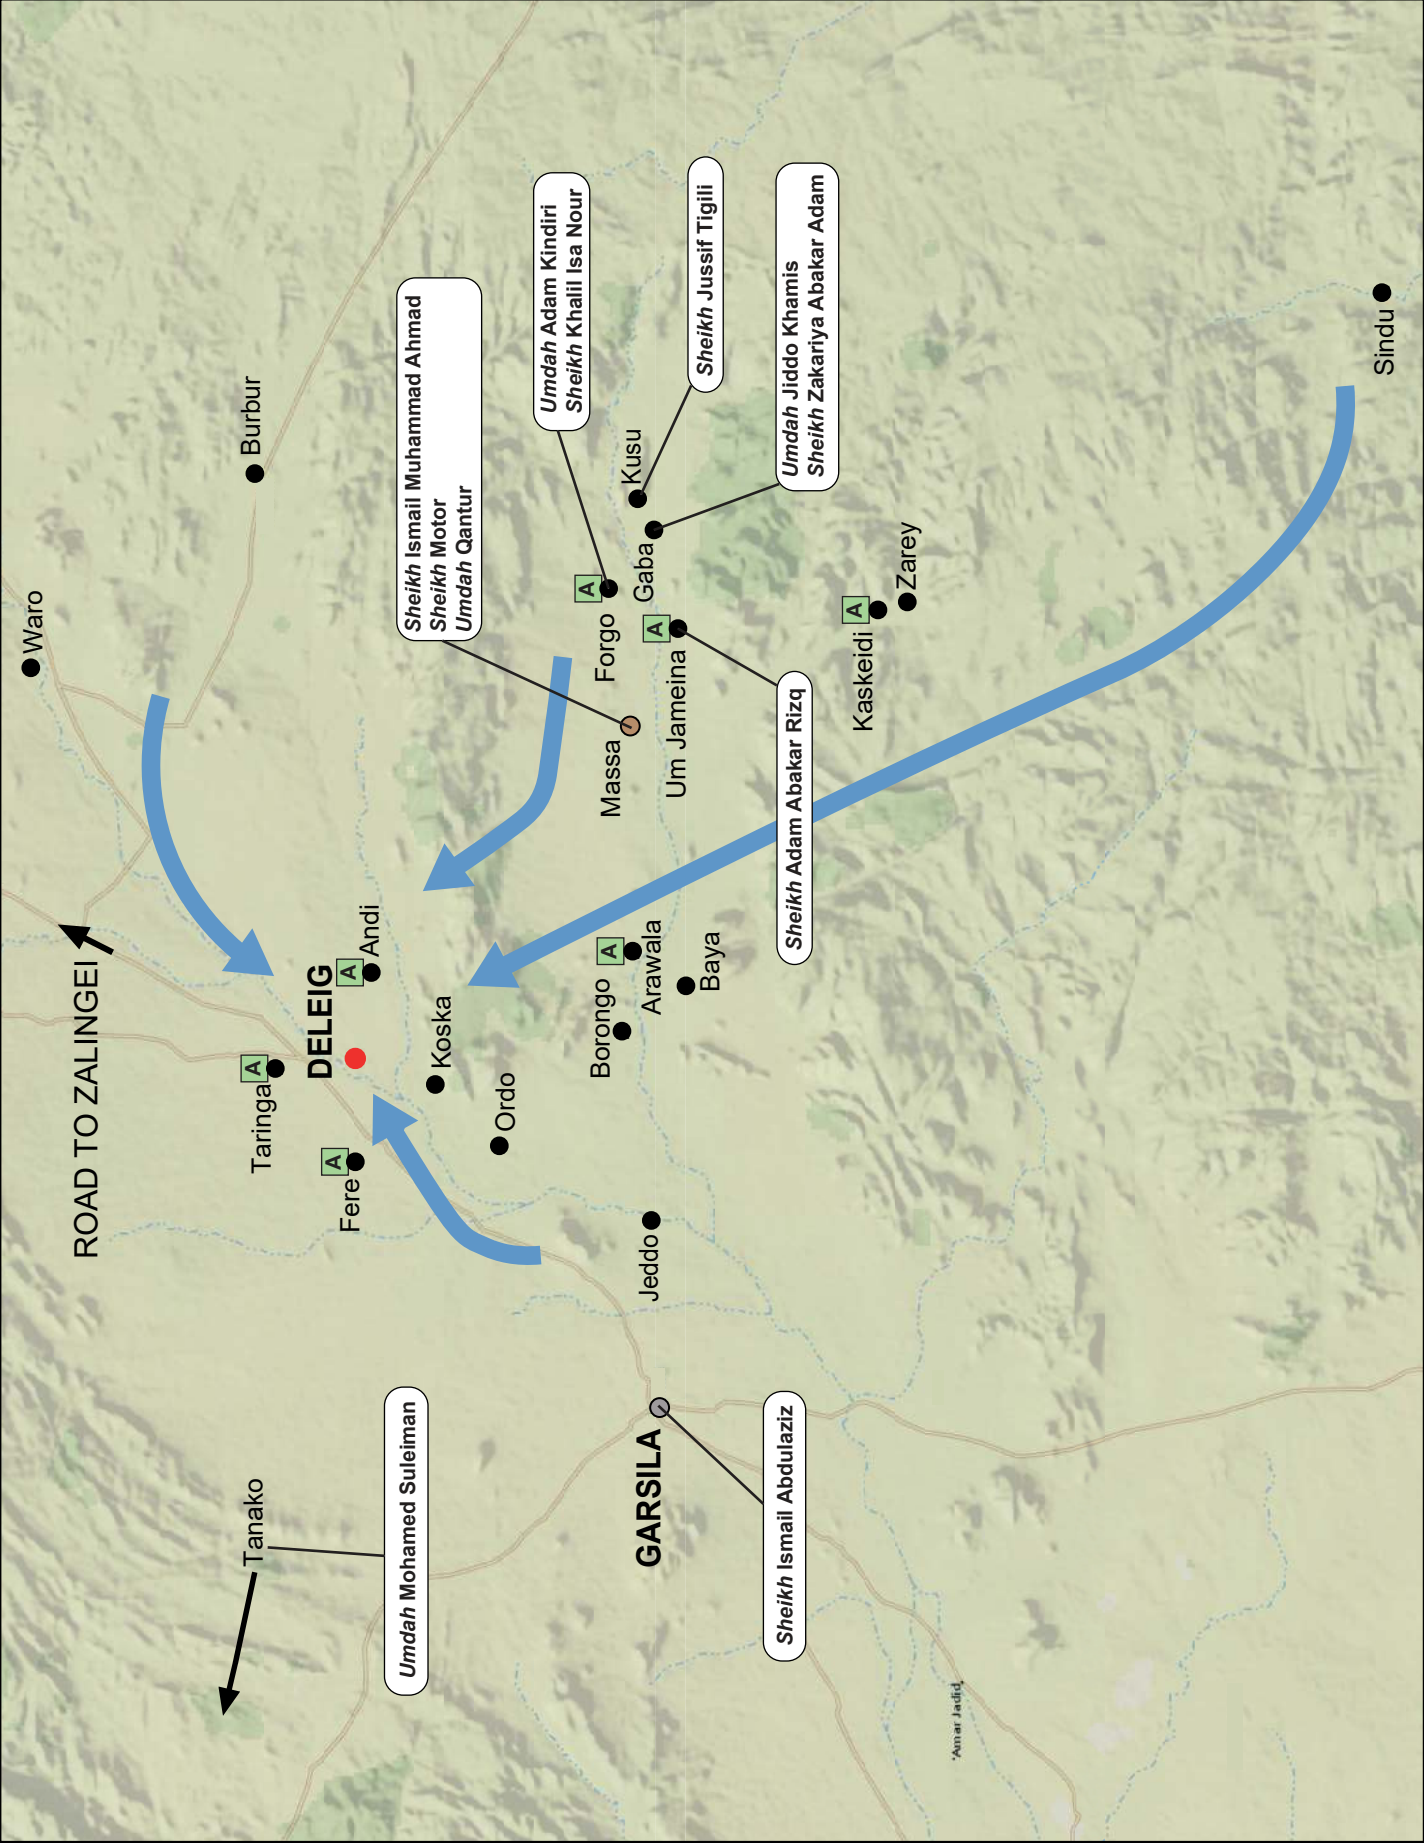 ROAD TO ZALINGEI
Tanako
Umdah Mohamed Suleiman
Taringa
A
Fere
A
DELEIG
Andi
A
Waro
Burbur
Koska
Ordo
Sheikh Ismail Muhammad Ahmad
Sheikh Motor
Umdah Qantur
Umdah Adam Kindiri
Sheikh Khalil Isa Nour
GARSILA
Jeddo
Borongo
A
Arawala
Baya
Massa
Forgo
A
Um Jameina
A
Gaba
Kusu
Sheikh Jussif Tigili
Sheikh Ismail Abdulaziz
Sheikh Adam Abakar Rizq
Umdah Jiddo Khamis
Sheikh Zakariya Abakar Adam
Kaskeidi
A
Zarey
'Amar Jadid
Sindu